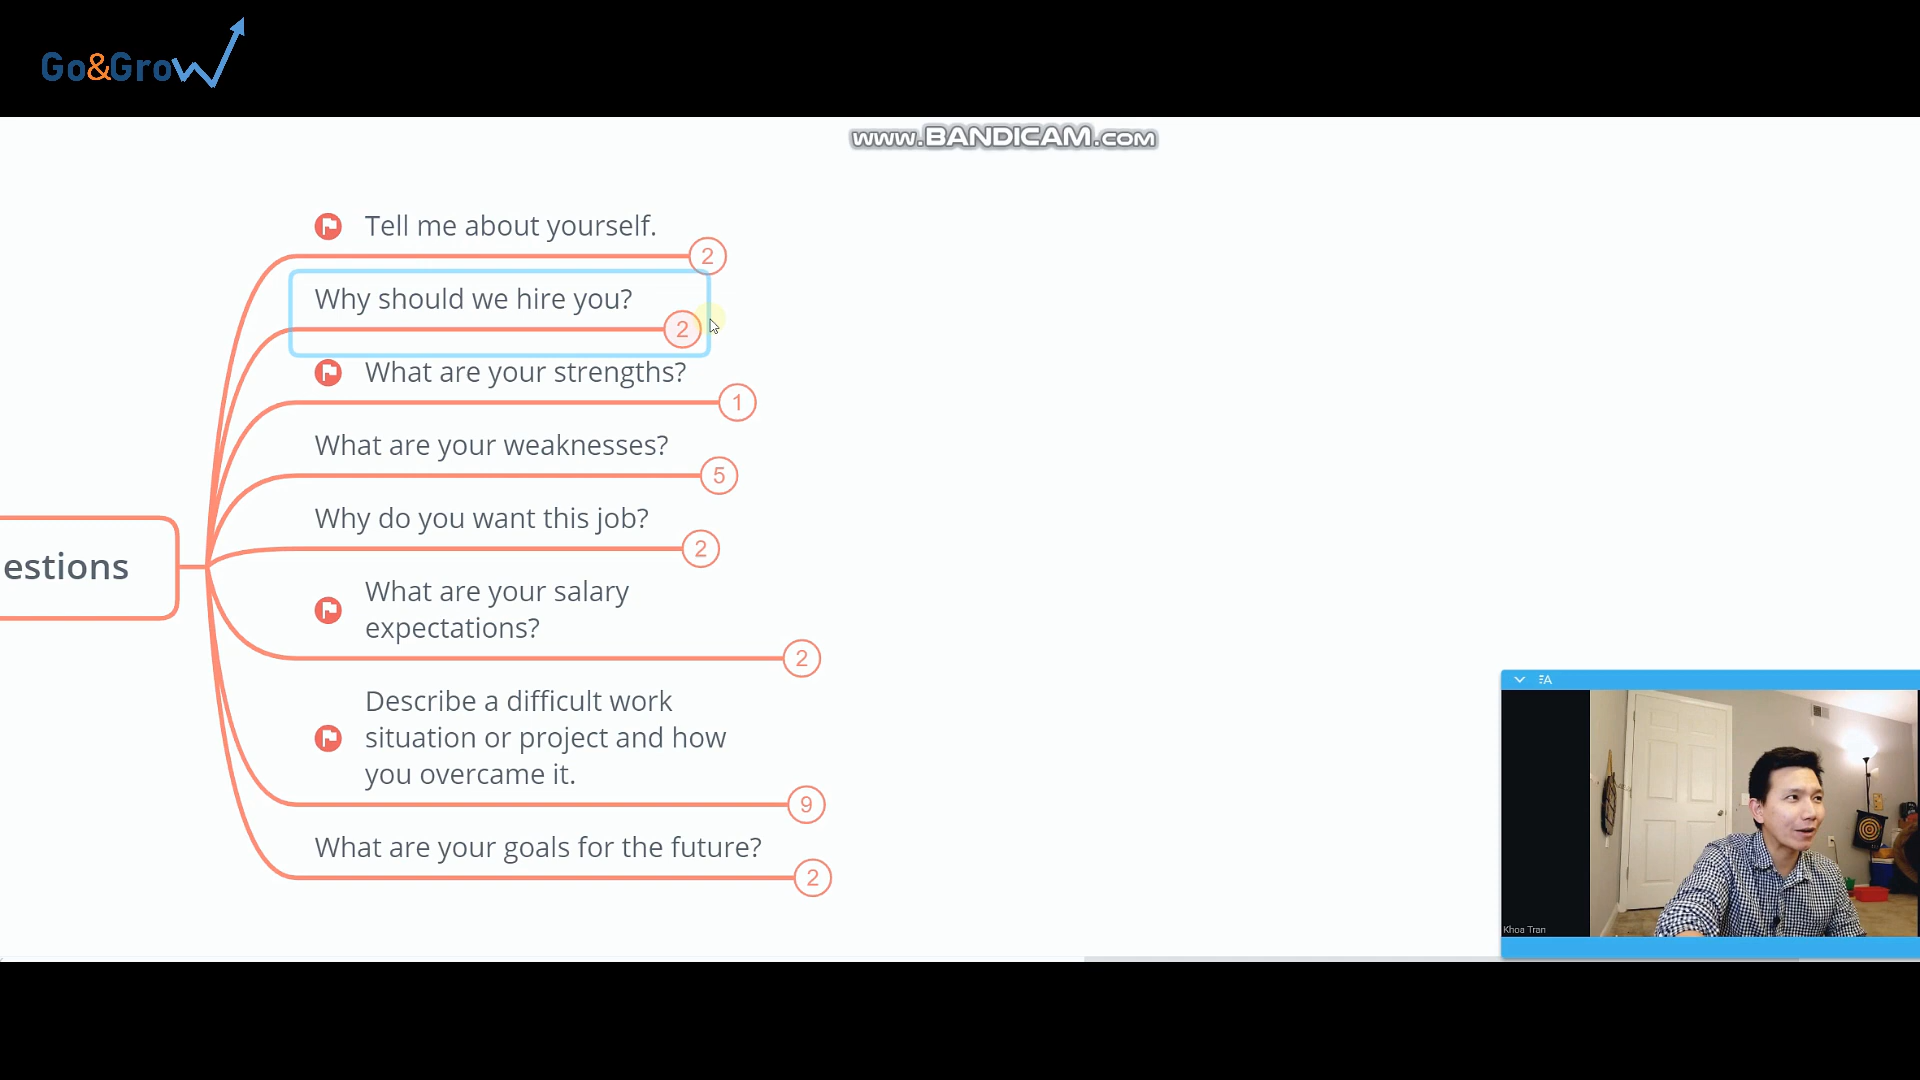 Go&Grow
www.BANDICAM.com
Tell me about yourself.
2
Why should we hire you?
2
What are your strengths?
1
What are your weaknesses?
5
Why do you want this job?
2
estions
What are your salary
expectations?
2
Describe a difficult work
situation or project and how
you overcame it.
9
What are your goals for the future?
2
Khoa Tran